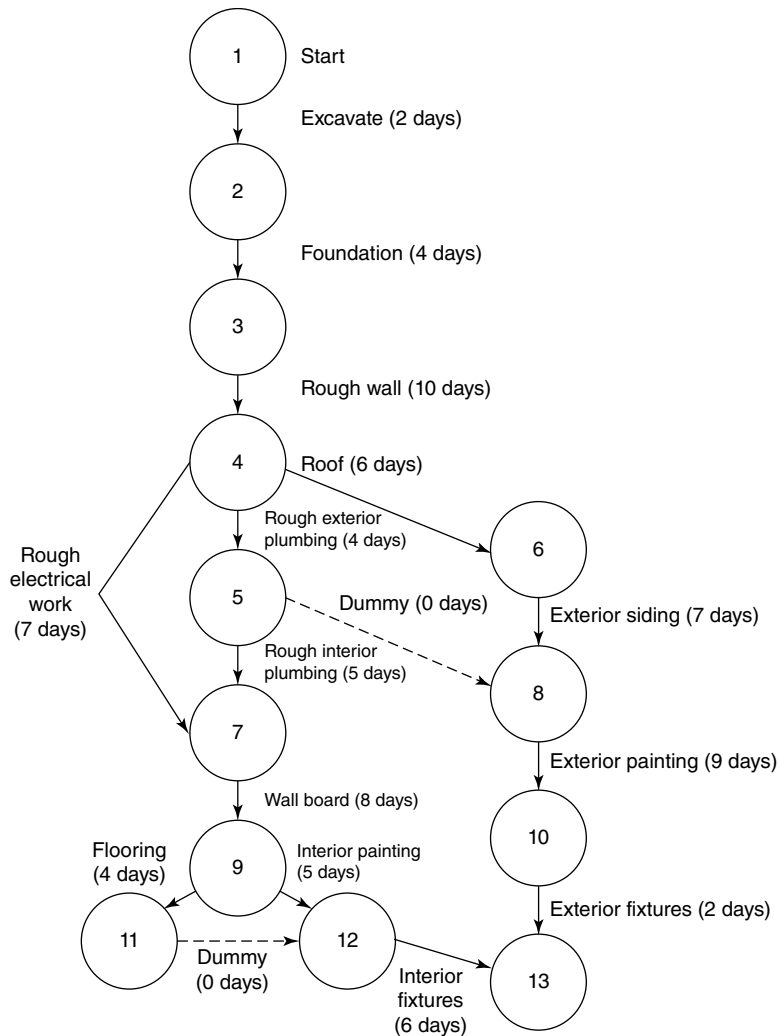 1
Start
Excavate (2 days)
2
Foundation (4 days)
3
Rough wall (10 days)
4
Roof (6 days)
Rough exterior
plumbing (4 days)
6
Rough
electrical
work
(7 days)
5
Dummy (0 days)
Exterior siding (7 days)
Rough interior
plumbing (5 days)
8
7
Exterior painting (9 days)
Wall board (8 days)
10
Flooring
(4 days)
9
Interior painting
(5 days)
Exterior fixtures (2 days)
11
Dummy
(0 days)
12
Interior
fixtures
(6 days)
13